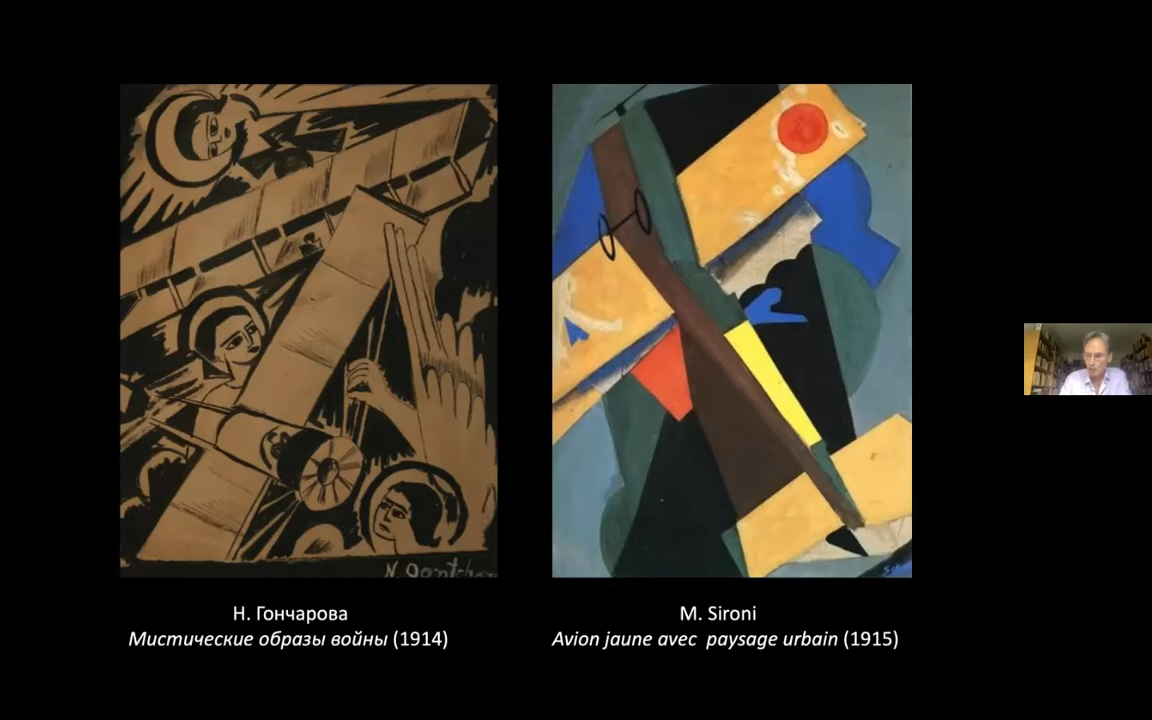 N. Gontchar
Н. Гончарова
Мистические образы войны (1914)
M. Sironi
Avion jaune avec paysage urbain (1915)